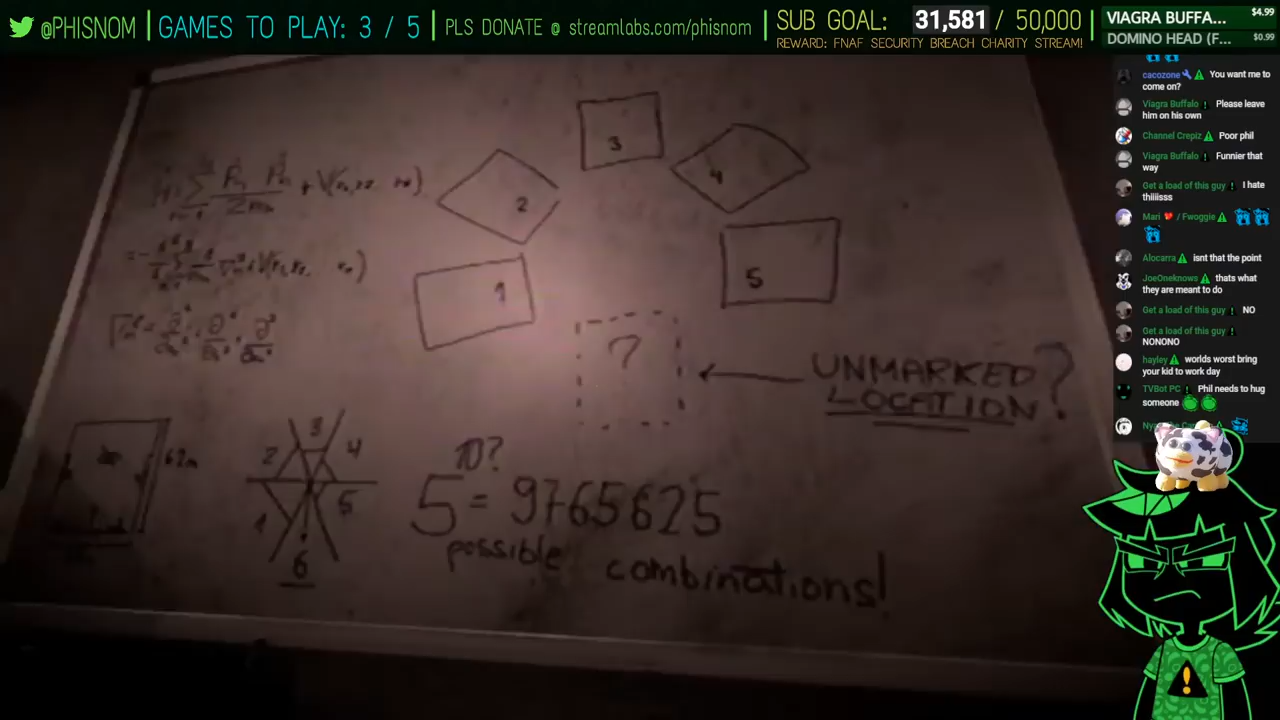 @PHISNOM
GAMES TO PLAY: 3 / 5
PLS DONATE @ streamlabs.com/phisnom
SUB GOAL: 31,581 / 50,000
REWARD: FNAF SECURITY BREACH CHARITY STREAM!
VIAGRA BUFFA... $4.99
DOMINO HEAD (F... $0.99
cacozone You want me to
come on?
Viagra Buffalo Please leave
him on his own
Channel Crepiz Poor phil
Viagra Buffalo Funnier that
way
Get a load of this guy I hate
thiiiisss
Mari / Fwoggie
Alocarra isnt that the point
JoeOneknows thats what
they are meant to do
Get a load of this guy NO
Get a load of this guy
NONONO
hayley worlds worst bring
your kid to work day
TVBot PC Phil needs to hug
someone
3
4
2
1
5
?
UNMARKED
LOCATION?
3
2 4
1 5
6
10?
5 = 9765625
possible combinations!